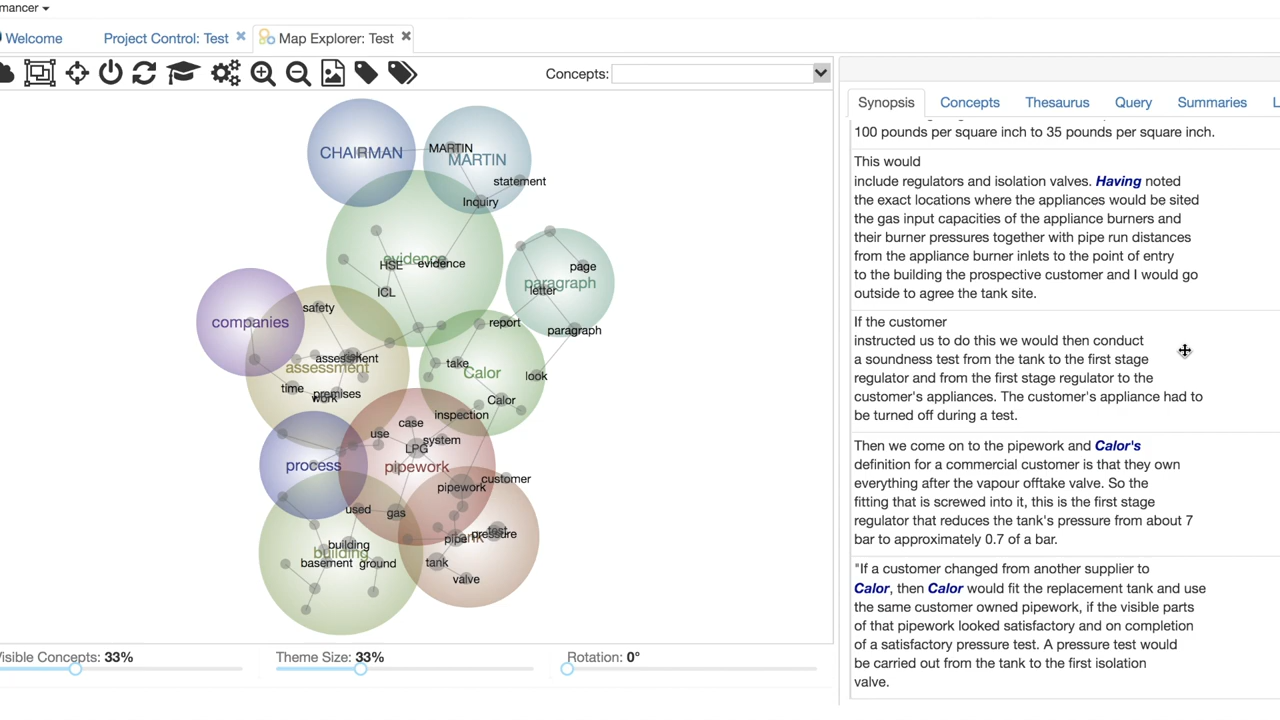 mancer
Welcome
Project Control: Test
Map Explorer: Test
Concepts:
CHAIRMAN
MARTIN
MARTIN
statement
Inquiry
evidence
HSE
evidence
ICL
page
paragraph
letter
paragraph
companies
safety
report
assessment
assessment
time
premises
work
take
Calor
look
Calor
inspection
case
use
system
LPG
process
pipework
pipework
customer
used
gas
building
building
basement
ground
test
pressure
pipe
tank
tank
valve
Visible Concepts: 33%
Theme Size: 33%
Rotation: 0°
Synopsis
Concepts
Thesaurus
Query
Summaries
100 pounds per square inch to 35 pounds per square inch.
This would
include regulators and isolation valves. Having noted
the exact locations where the appliances would be sited
the gas input capacities of the appliance burners and
their burner pressures together with pipe run distances
from the appliance burner inlets to the point of entry
to the building the prospective customer and I would go
outside to agree the tank site.
If the customer
instructed us to do this we would then conduct
a soundness test from the tank to the first stage
regulator and from the first stage regulator to the
customer's appliances. The customer's appliance had to
be turned off during a test.
Then we come on to the pipework and Calor's
definition for a commercial customer is that they own
everything after the vapour offtake valve. So the
fitting that is screwed into it, this is the first stage
regulator that reduces the tank's pressure from about 7
bar to approximately 0.7 of a bar.
"If a customer changed from another supplier to
Calor, then Calor would fit the replacement tank and use
the same customer owned pipework, if the visible parts
of that pipework looked satisfactory and on completion
of a satisfactory pressure test. A pressure test would
be carried out from the tank to the first isolation
valve.